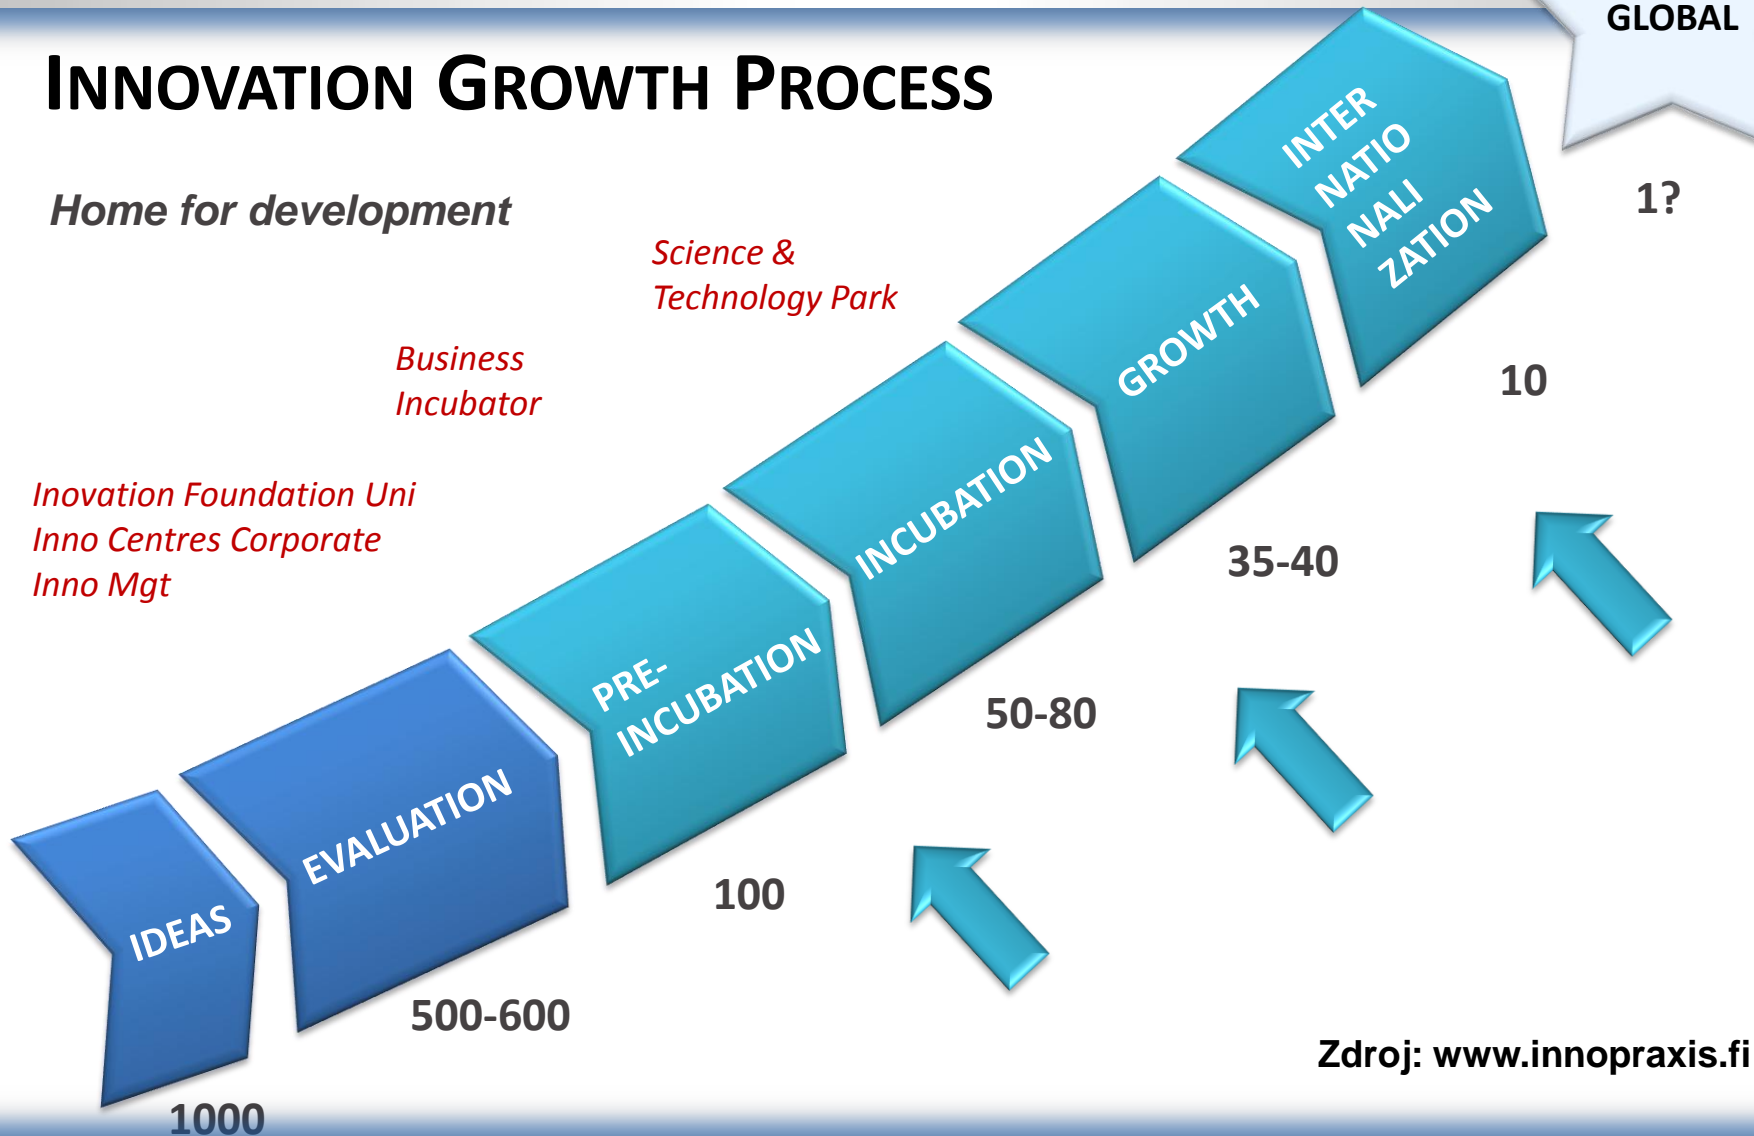 GLOBAL
INNOVATION GROWTH PROCESS
Home for development
Science &
Technology Park
Business
Incubator
Inovation Foundation Uni
Inno Centres Corporate
Inno Mgt
IDEAS
EVALUATION
PRE-
INCUBATION
INCUBATION
GROWTH
INTER
NATIO
NALI
ZATION
1000
500-600
100
50-80
35-40
10
1?
Zdroj: www.innopraxis.fi